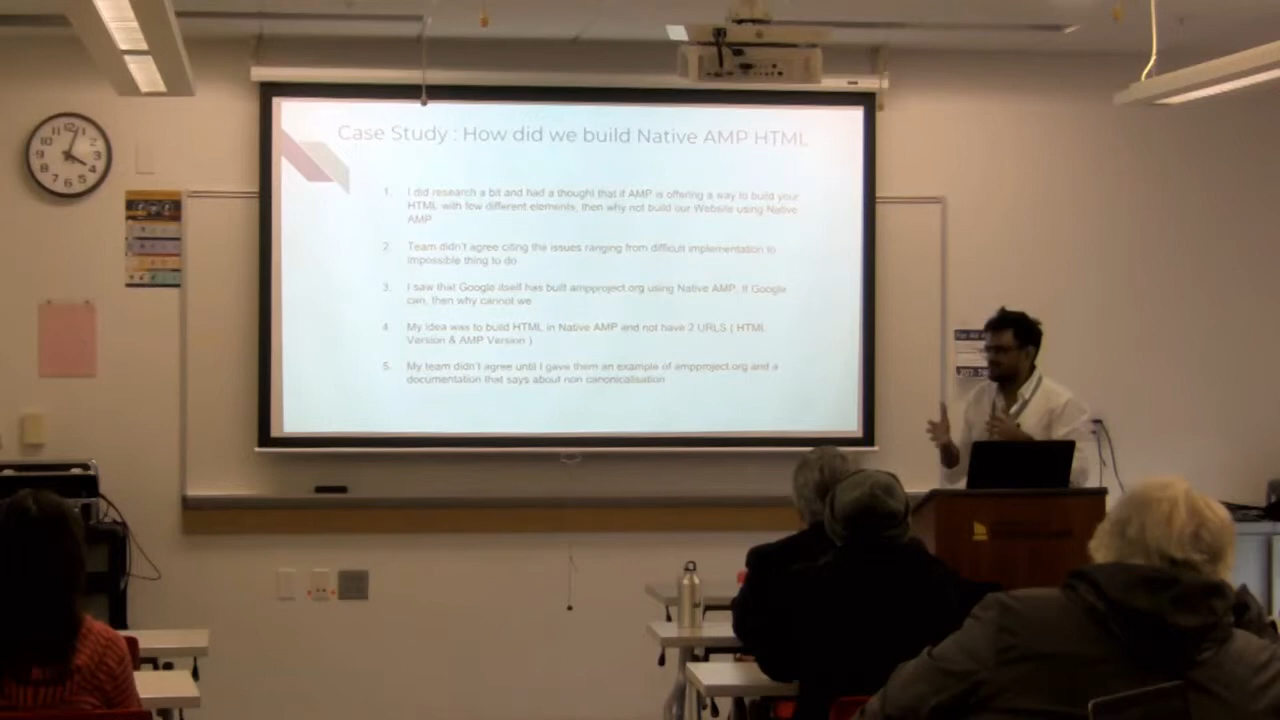 Case Study : How did we build Native AMP HTML
1. I did research a bit and had a thought that if AMP is offering a way to build your
HTML with few different elements, then why not build our Website using Native
AMP
2. Team didn't agree citing the issues ranging from difficult implementation to
impossible thing to do
3. I saw that Google itself has built ampproject.org using Native AMP. If Google
can, then why cannot we
4. My idea was to build HTML in Native AMP and not have 2 URLS ( HTML
Version & AMP Version )
5. My team didn't agree until I gave them an example of ampproject.org and a
documentation that says about non canonicalisation